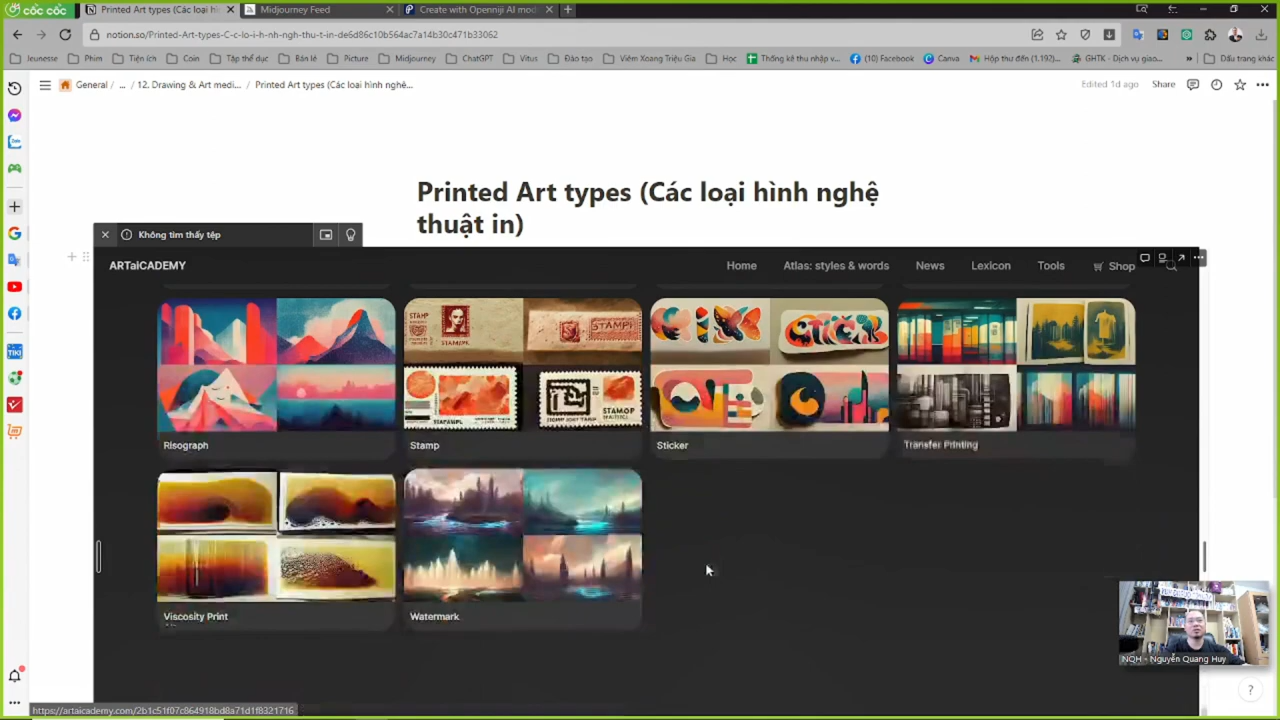 cốc cốc
Printed Art types (Các loại hì
Midjourney Feed
Create with Openniji AI mod
notion.so/Printed-Art-types-C-c-lo-i-h-nh-ngh-thu-t-in-de6d86c10b564ac7a14b30c471b33062
Jeunesse
Phim
Tiện ích
Coin
Tập thể dục
Bán lẻ
Picture
Midjourney
ChatGPT
Vitus
Đào tạo
Viêm Xoang Triệu Gia
Học
Thống kê thu nhập v...
(10) Facebook
Canva
Hộp thư đến (1.192)...
GHTK - Dịch vụ giao...
»
Dấu trang khác
General / ... / 12. Drawing & Art medi... / Printed Art types (Các loại hình nghệ...
Edited 1d ago
Share
Printed Art types (Các loại hình nghệ
thuật in)
Không tìm thấy tệp
ARTaiCADEMY
Home
Atlas: styles & words
News
Lexicon
Tools
Shop
Zalo
TIKI
STAMP
Risograph
Stamp
Sticker
Transfer Printing
Viscosity Print
Watermark
NQH - Nguyễn Quang Huy
?
https://artaicademy.com/2b1c51f07c864918bd8a71d1f8321716